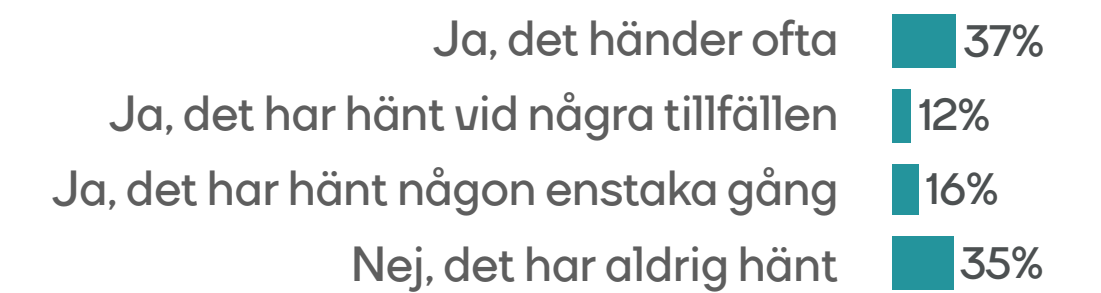 Ja, det händer ofta 37%
Ja, det har hänt vid några tillfällen 12%
Ja, det har hänt någon enstaka gång 16%
Nej, det har aldrig hänt 35%